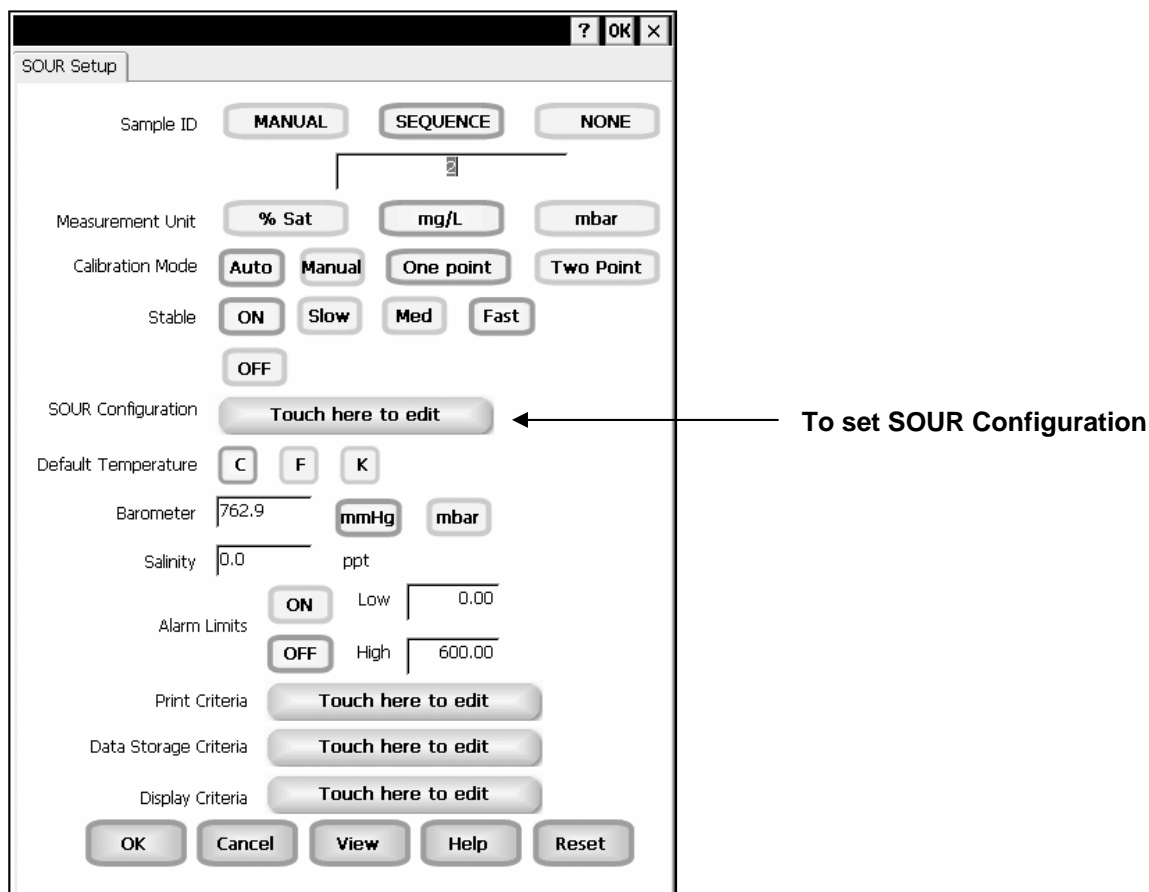 ? OK ×
SOUR Setup
Sample ID MANUAL SEQUENCE NONE
2
Measurement Unit % Sat mg/L mbar
Calibration Mode Auto Manual One point Two Point
Stable ON Slow Med Fast
OFF
SOUR Configuration Touch here to edit To set SOUR Configuration
Default Temperature C F K
Barometer 762.9 mmHg mbar
Salinity 0.0 ppt
ON Low 0.00
Alarm Limits
OFF High 600.00
Print Criteria Touch here to edit
Data Storage Criteria Touch here to edit
Display Criteria Touch here to edit
OK Cancel View Help Reset